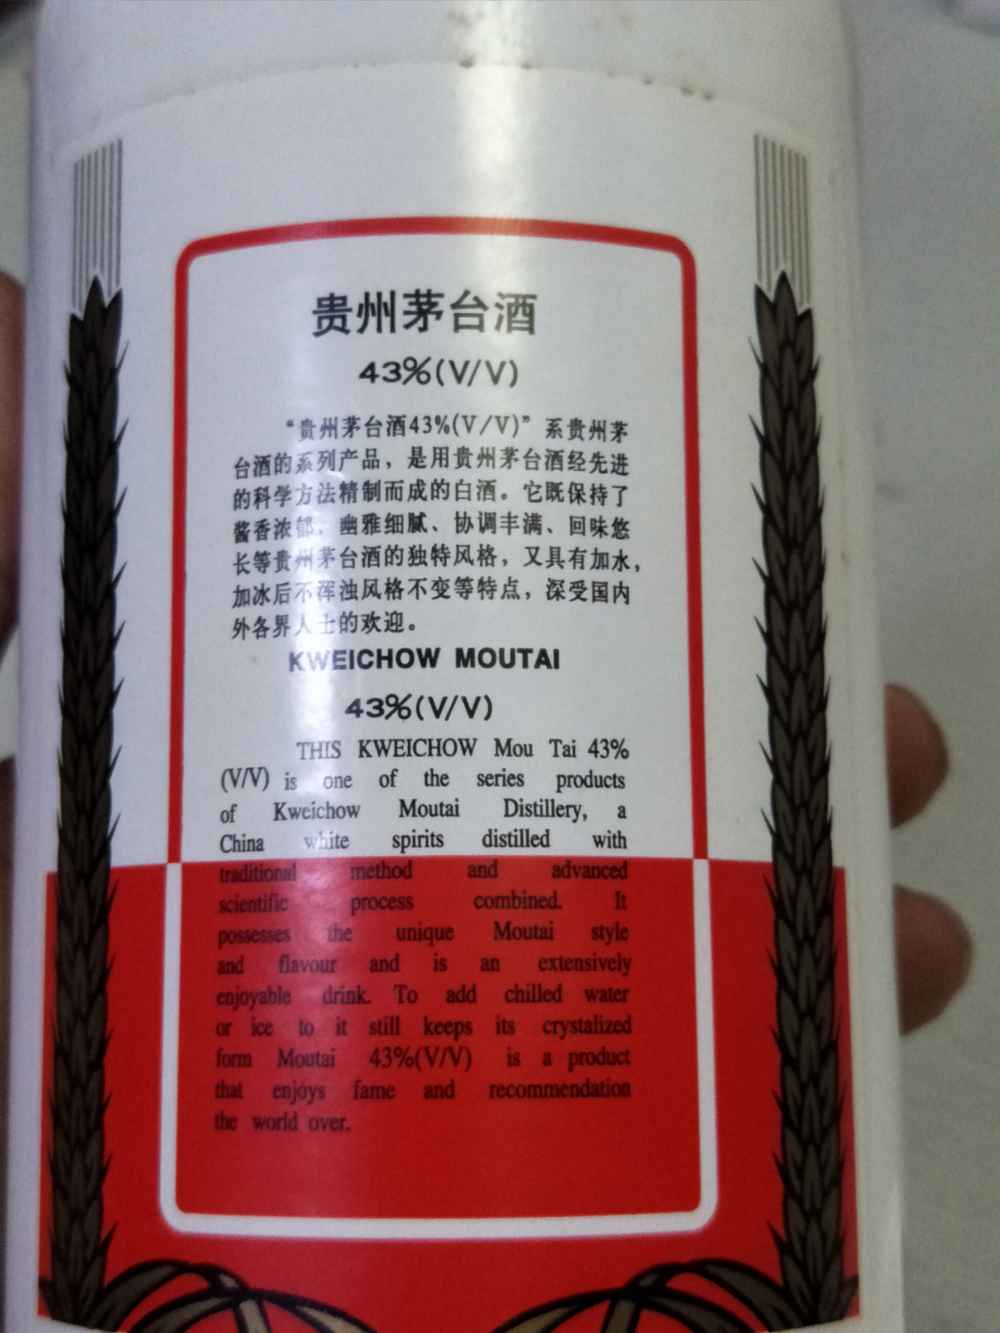 贵州茅台酒
43%(V/V)
“贵州茅台酒43%(V/V)”系贵州茅
台酒的系列产品，是用贵州茅台酒经先进
的科学方法精制而成的白酒。它既保持了
酱香浓郁、幽雅细腻、协调丰满、回味悠
长等贵州茅台酒的独特风格，又具有加水，
加冰后不浑浊风格不变等特点，深受国内
外各界人士的欢迎。
KWEICHOW MOUTAI
43%(V/V)
THIS KWEICHOW Mou Tai 43%
(V/V) is one of the series products
of Kweichow Moutai Distillery, a
China white spirits distilled with
traditional method and advanced
scientific process combined. It
possesses the unique Moutai style
and flavour and is an extensively
enjoyable drink. To add chilled water
or ice to it still keeps its crystalized
form Moutai 43%(V/V) is a product
that enjoys fame and recommendation
the world over.